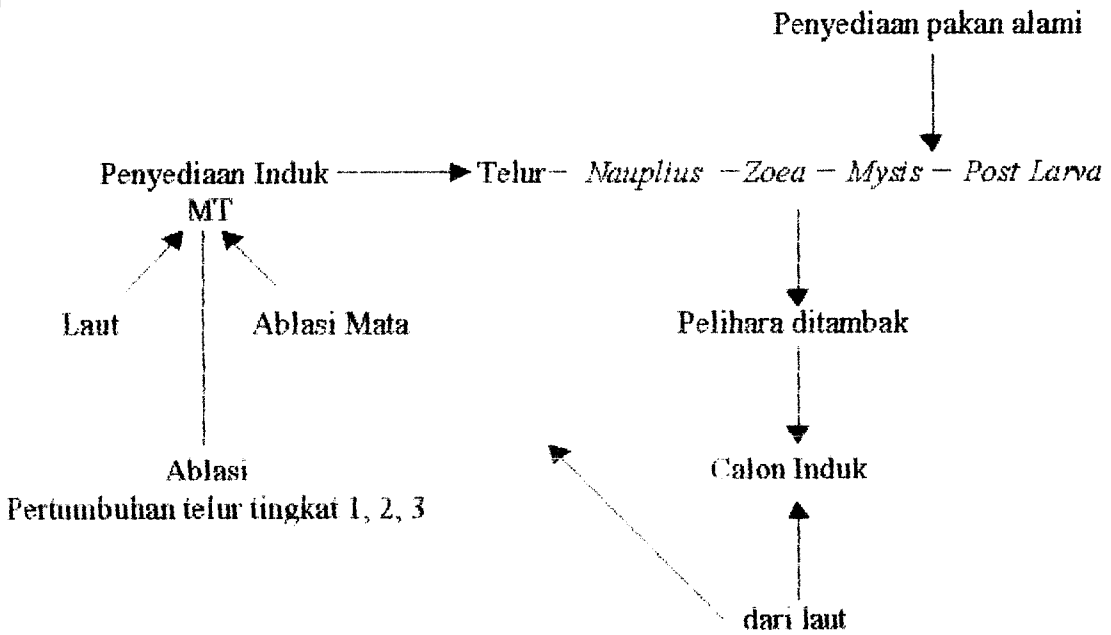 Penyediaan pakan alami
Penyediaan Induk
MT
Telur - Nauplius - Zoea - Mysis - Post Larva
Laut
Ablasi Mata
Pelihara ditambak
Ablasi
Pertumbuhan telur tingkat 1, 2, 3
Calon Induk
dari laut